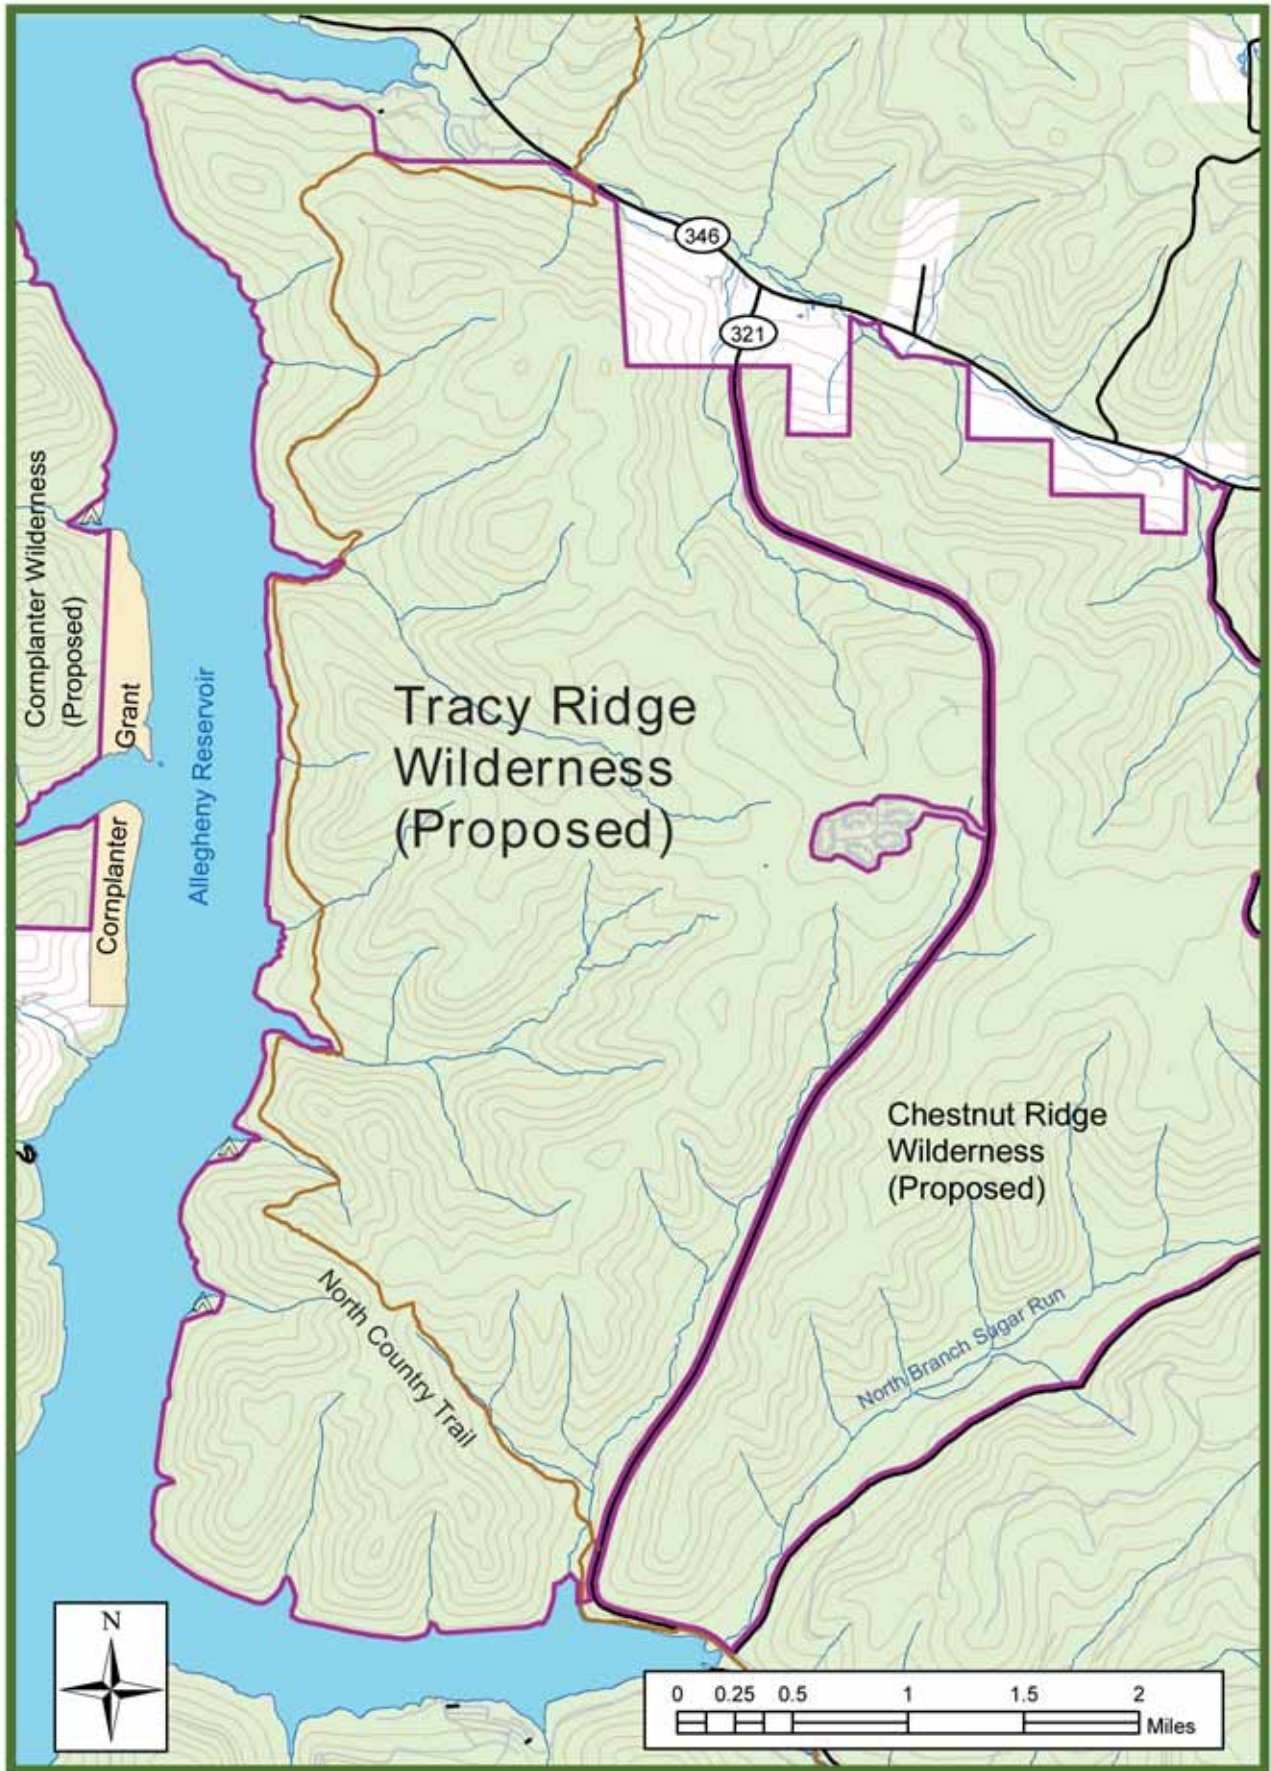 346
321
Cornplanter Wilderness
(Proposed)
Grant
Allegheny Reservoir
Cornplanter
Tracy Ridge
Wilderness
(Proposed)
Chestnut Ridge
Wilderness
(Proposed)
North Country Trail
North Branch Sugar Run
N
0 0.25 0.5 1 1.5 2
Miles